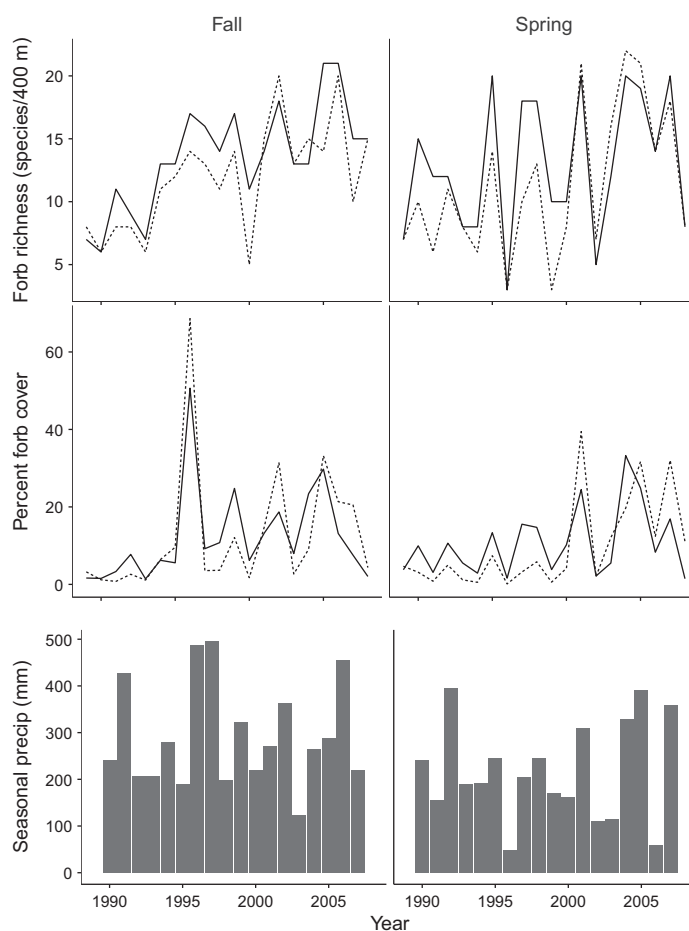 Fall Spring
Forb richness (species/400 m)
20
15
10
5
Percent forb cover
60
40
20
0
Seasonal precip (mm)
500
400
300
200
100
0
1990 1995 2000 2005 1990 1995 2000 2005
Year